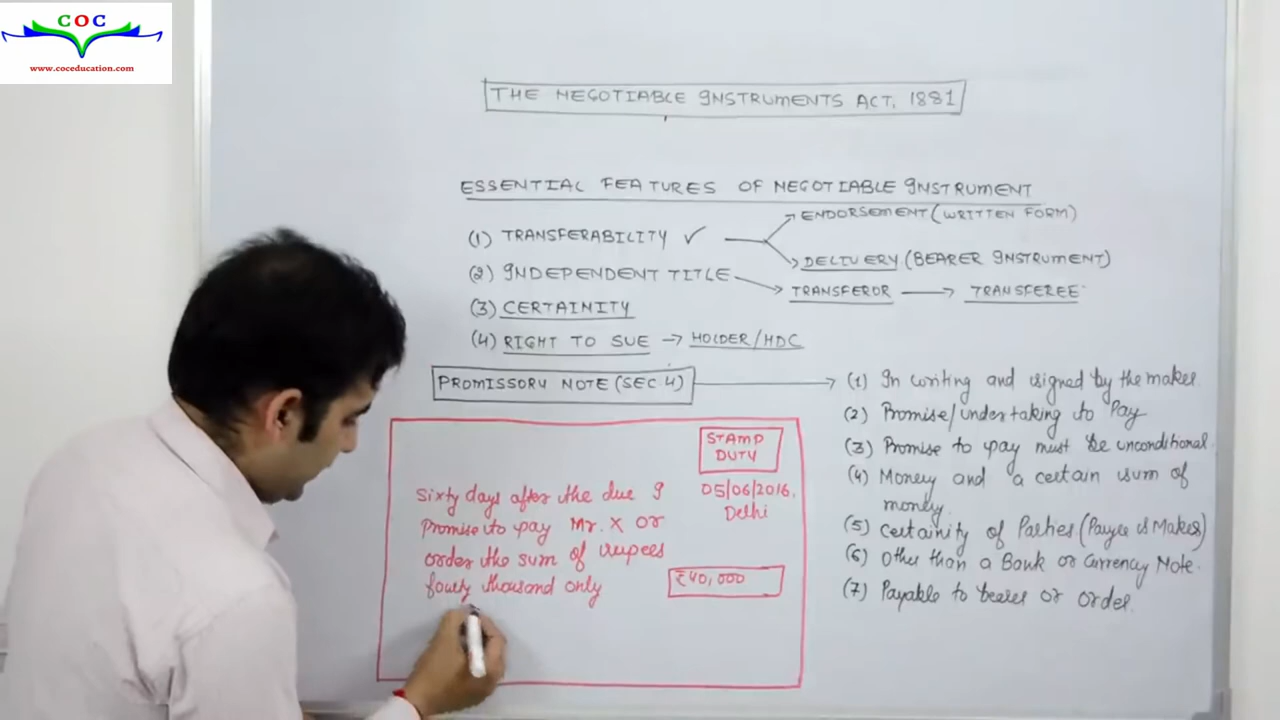 COC
www.coceducation.com
THE NEGOTIABLE INSTRUMENTS ACT, 1881
ESSENTIAL FEATURES OF NEGOTIABLE INSTRUMENT
(1) TRANSFERABILITY ✓
ENDORSEMENT (WRITTEN FORM)
DELIVERY (BEARER INSTRUMENT)
(2) INDEPENDENT TITLE
TRANSFEROR → TRANSFEREE
(3) CERTAINITY
(4) RIGHT TO SUE → HOLDER/HDC
PROMISSORY NOTE (SEC.4)
STAMP
DUTY
05/06/2016,
Delhi
Sixty days after the due I
Promise to pay Mr. X or
order the sum of rupees
fourty thousand only
₹40,000
(1) In writing and signed by the maker.
(2) Promise/undertaking to Pay
(3) Promise to pay must be unconditional
(4) Money and a certain sum of
money.
(5) Certainity of Parties (Payee & Maker)
(6) Other than a Bank or Currency Note.
(7) Payable to bearer or order.